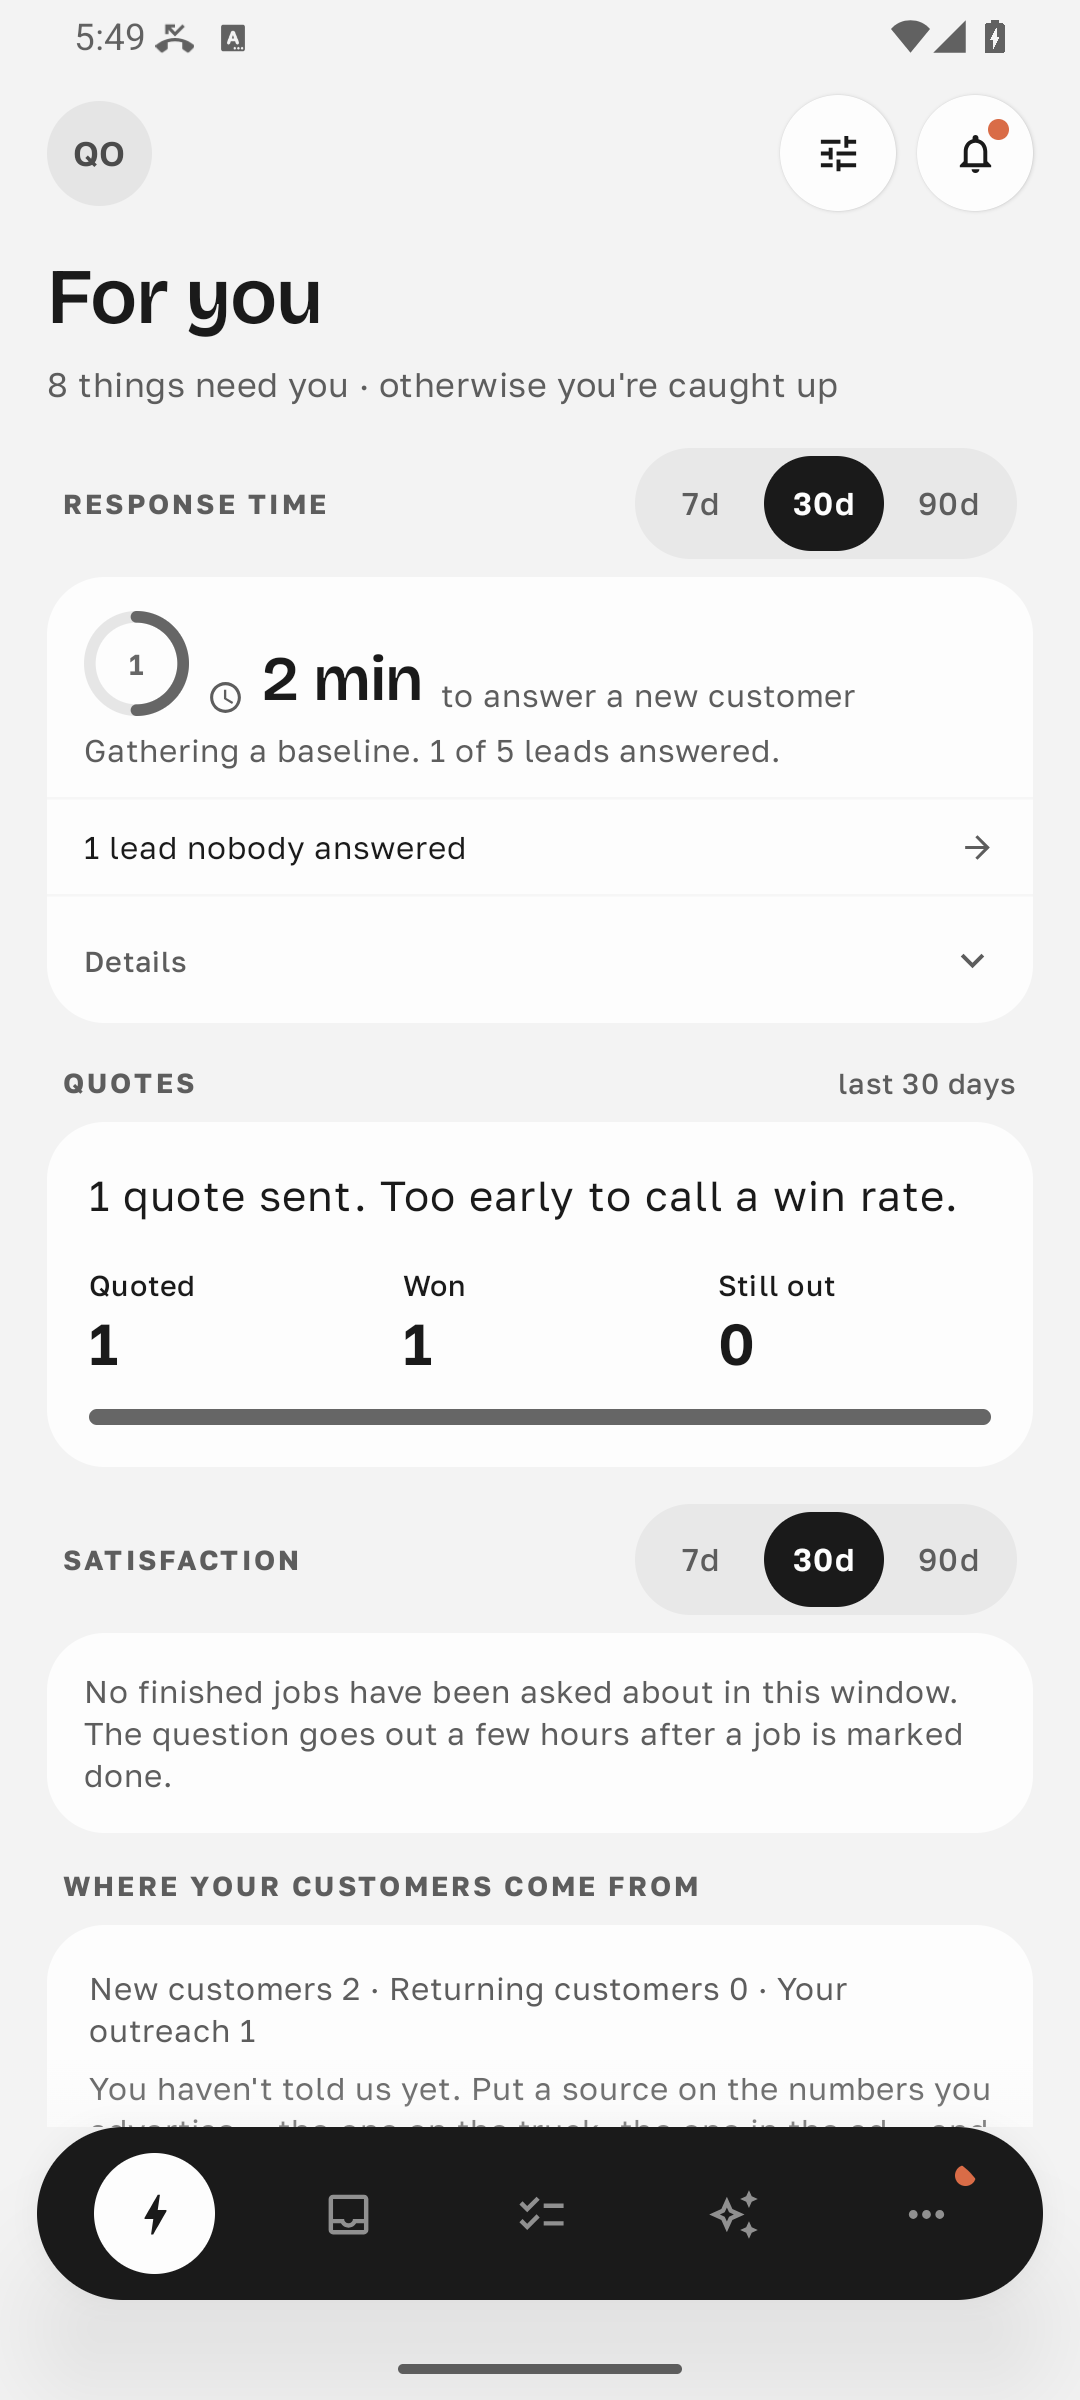 5:49
QO
For you
8 things need you · otherwise you're caught up
RESPONSE TIME
7d 30d 90d
1
2 min to answer a new customer
Gathering a baseline. 1 of 5 leads answered.
1 lead nobody answered
Details
QUOTES
last 30 days
1 quote sent. Too early to call a win rate.
Quoted Won Still out
1 1 0
SATISFACTION
7d 30d 90d
No finished jobs have been asked about in this window.
The question goes out a few hours after a job is marked
done.
WHERE YOUR CUSTOMERS COME FROM
New customers 2 · Returning customers 0 · Your
outreach 1
You haven't told us yet. Put a source on the numbers you